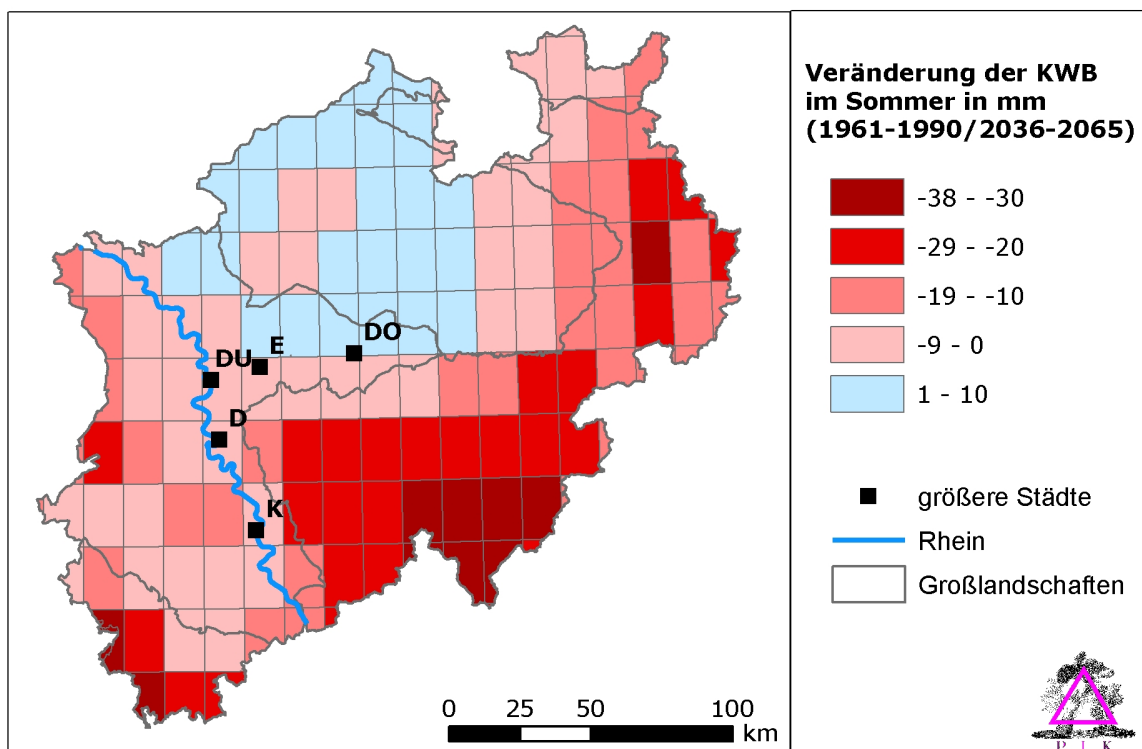 Veränderung der KWB
im Sommer in mm
(1961-1990/2036-2065)
-38 - -30
-29 - -20
-19 - -10
-9 - 0
1 - 10
größere Städte
Rhein
Großlandschaften
DO
E
DU
D
K
0 25 50 100
km
P I K